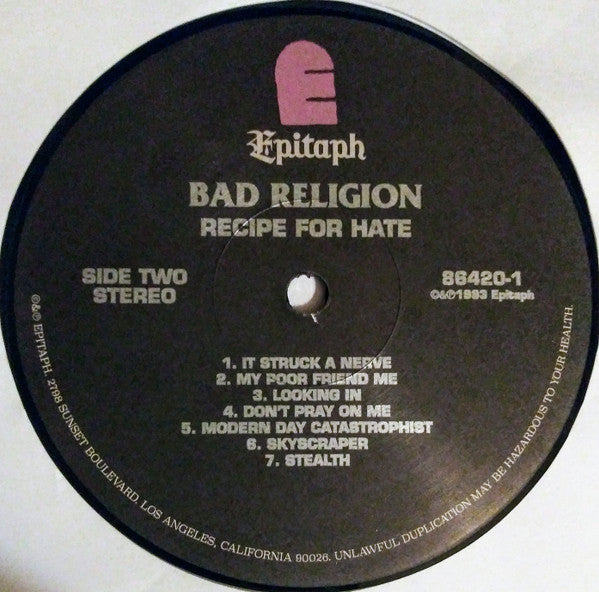 E
Epitaph
BAD RELIGION
RECIPE FOR HATE
SIDE TWO
STEREO
86420-1
©&℗1993 Epitaph
1. IT STRUCK A NERVE
2. MY POOR FRIEND ME
3. LOOKING IN
4. DON'T PRAY ON ME
5. MODERN DAY CATASTROPHIST
6. SKYSCRAPER
7. STEALTH
©&℗ EPITAPH. 2798 SUNSET BOULEVARD, LOS ANGELES, CALIFORNIA 90026. UNLAWFUL DUPLICATION MAY BE HAZARDOUS TO YOUR HEALTH.